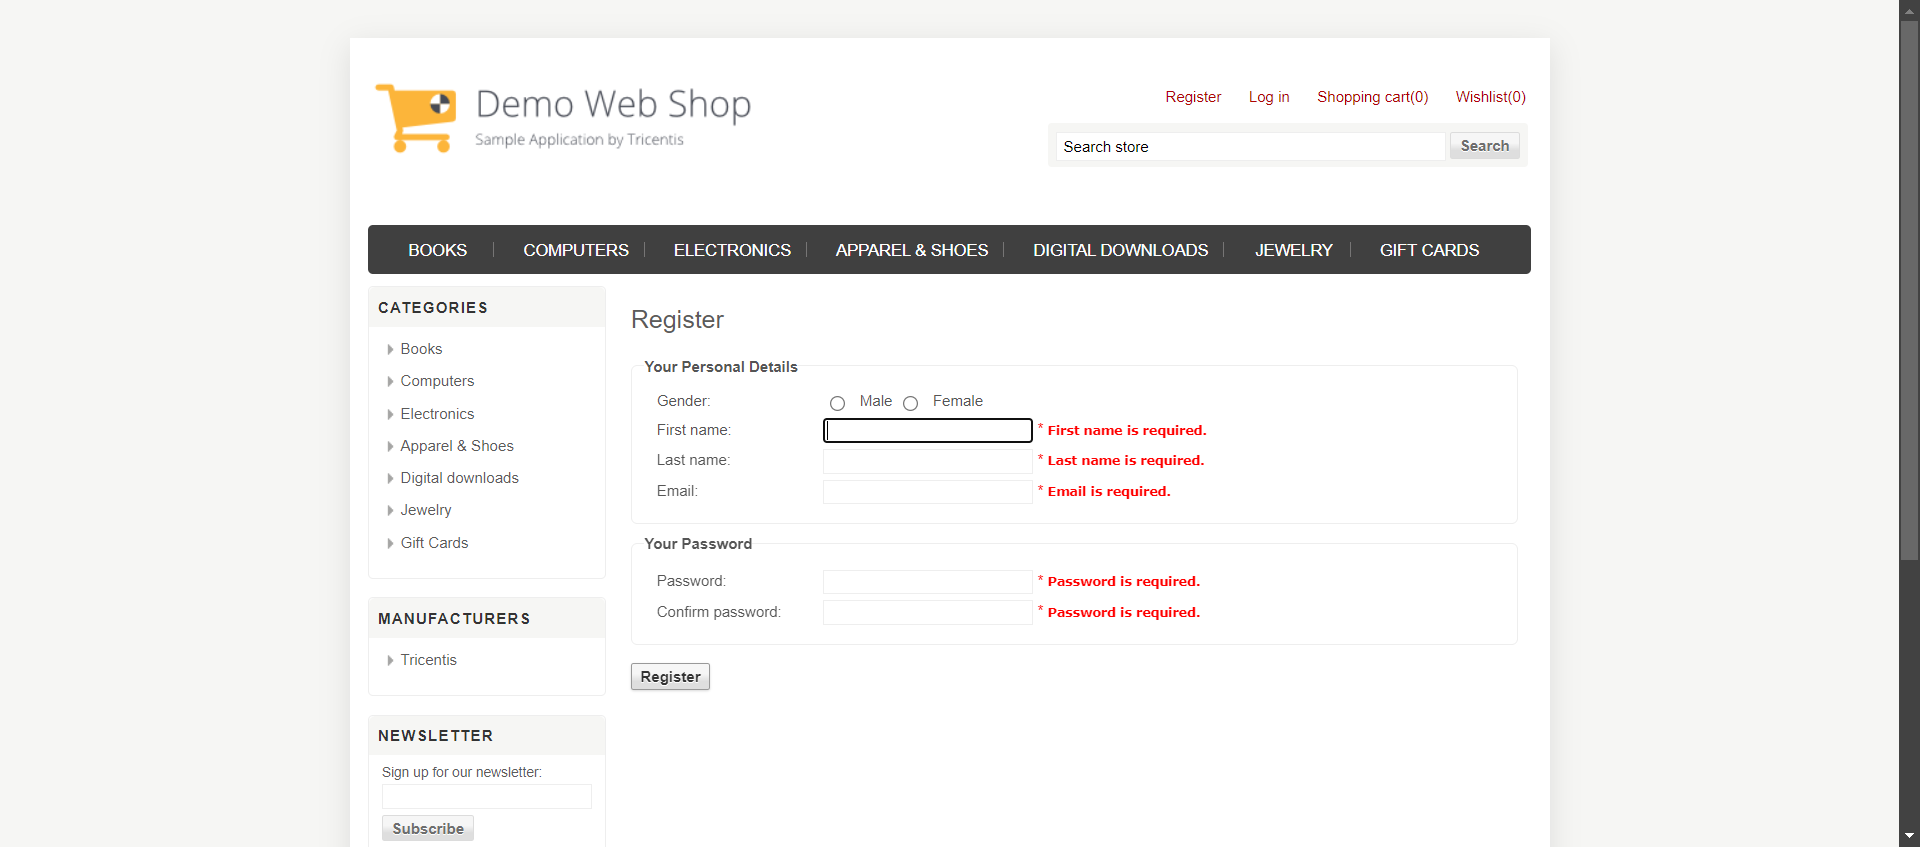 Demo Web Shop
Sample Application by Tricentis
Register Log in Shopping cart(0) Wishlist(0)
Search store Search
BOOKS COMPUTERS ELECTRONICS APPAREL & SHOES DIGITAL DOWNLOADS JEWELRY GIFT CARDS
CATEGORIES
Books
Computers
Electronics
Apparel & Shoes
Digital downloads
Jewelry
Gift Cards
MANUFACTURERS
Tricentis
NEWSLETTER
Sign up for our newsletter:
Subscribe
Register
Your Personal Details
Gender: Male Female
First name: * First name is required.
Last name: * Last name is required.
Email: * Email is required.
Your Password
Password: * Password is required.
Confirm password: * Password is required.
Register